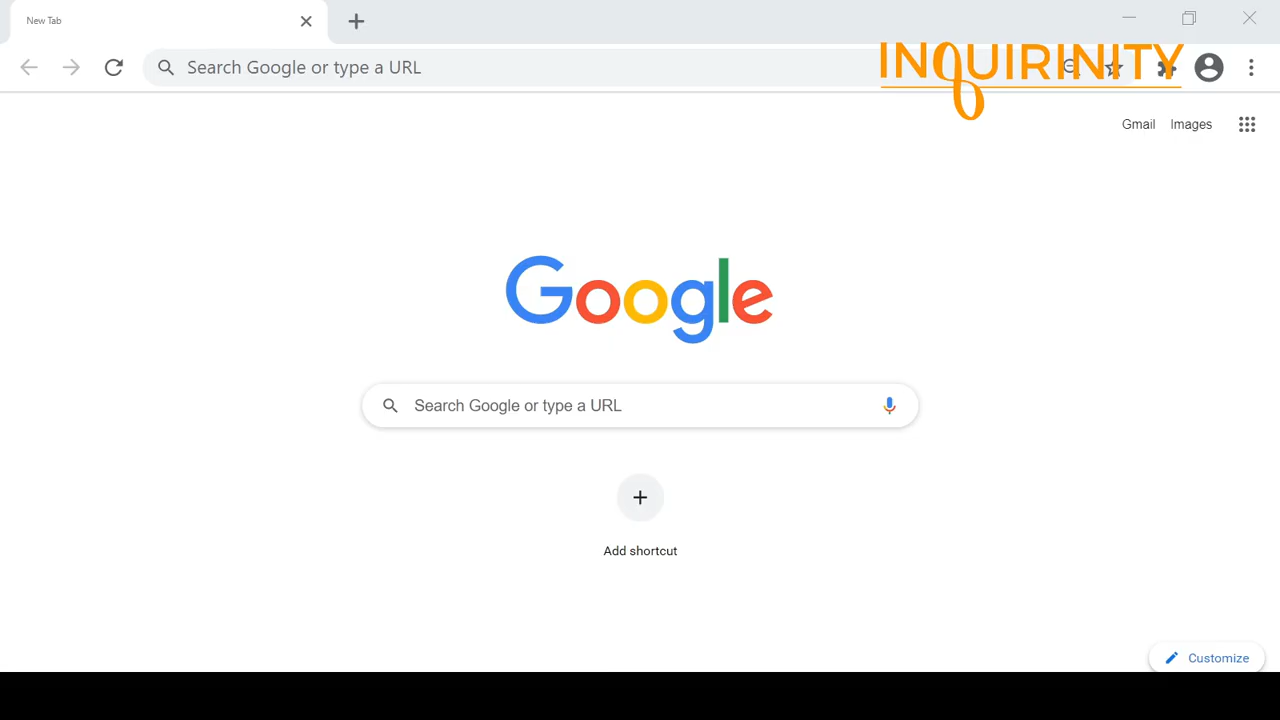 New Tab
Search Google or type a URL
INQUIRINITY
Gmail Images
Google
Search Google or type a URL
Add shortcut
Customize